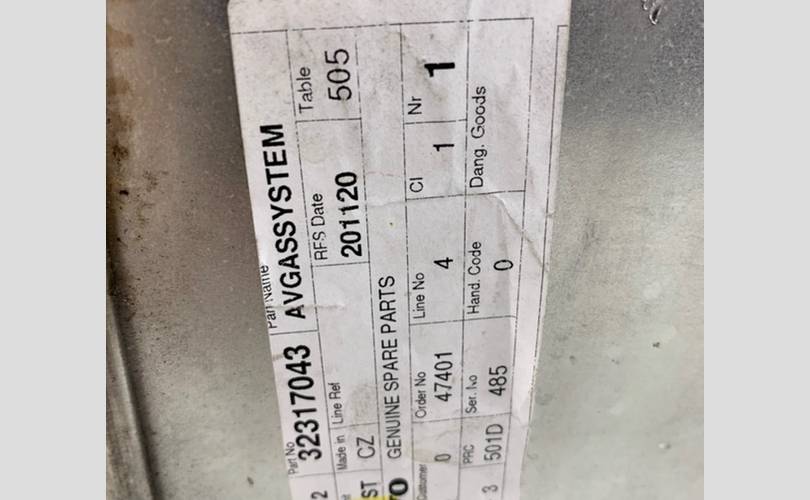 Part No Part Name
2 32317043 AVGASSYSTEM
Made in Line Ref RFS Date Table
ST CZ 201120 505
GENUINE SPARE PARTS
Customer Order No Line No Cl Nr
0 47401 4 1 1
PRC Ser. No Hand. Code Dang. Goods
3 501D 485 0